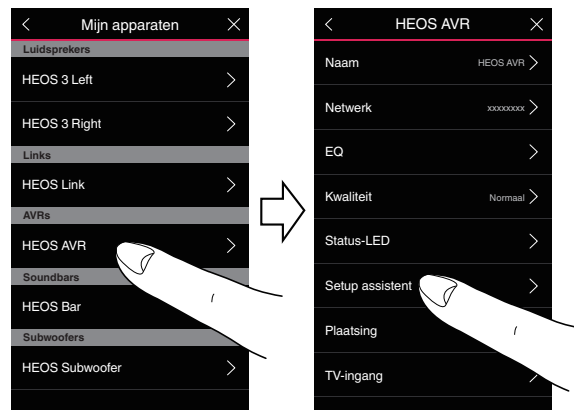 Mijn apparaten
Luidsprekers
HEOS 3 Left
HEOS 3 Right
Links
HEOS Link
AVRs
HEOS AVR
Soundbars
HEOS Bar
Subwoofers
HEOS Subwoofer
HEOS AVR
Naam HEOS AVR
Netwerk xxxxxxxx
EQ
Kwaliteit Normaal
Status-LED
Setup assistent
Plaatsing
TV-ingang